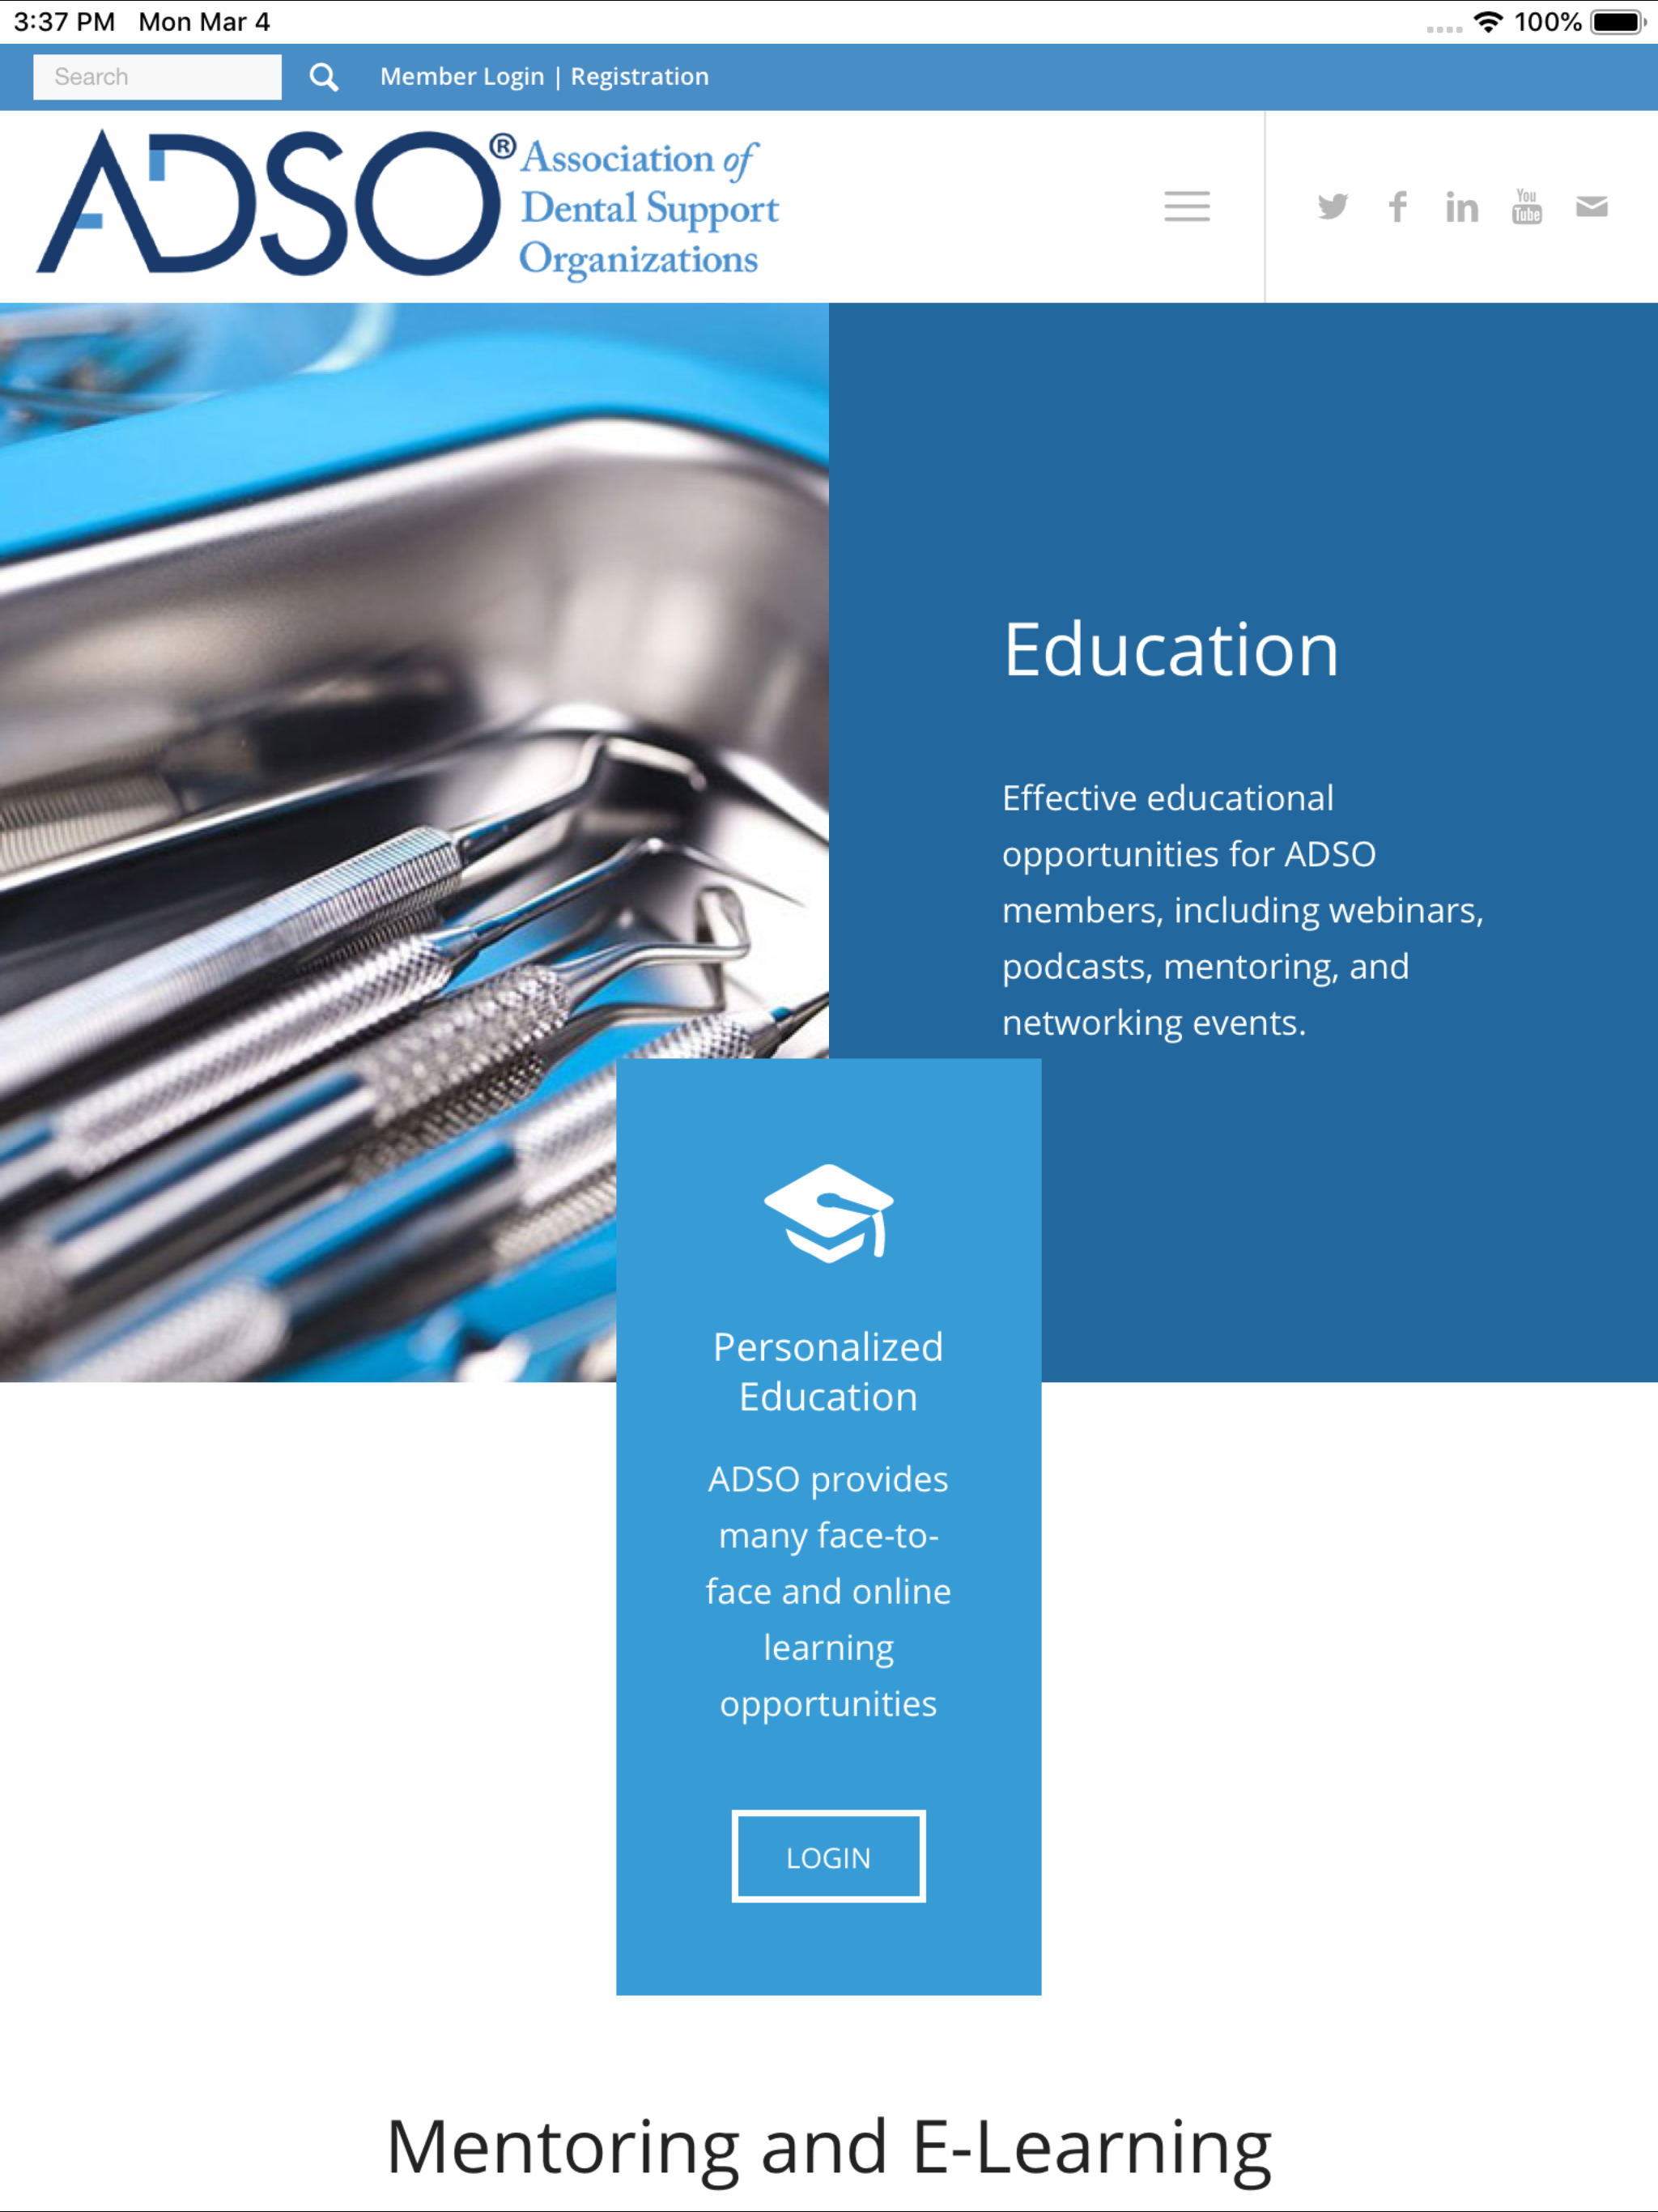 3:37 PM Mon Mar 4
100%
Search
Member Login | Registration
ADSO® Association of
Dental Support
Organizations
You
Tube
Education
Effective educational
opportunities for ADSO
members, including webinars,
podcasts, mentoring, and
networking events.
Personalized
Education
ADSO provides
many face-to-
face and online
learning
opportunities
LOGIN
Mentoring and E-Learning